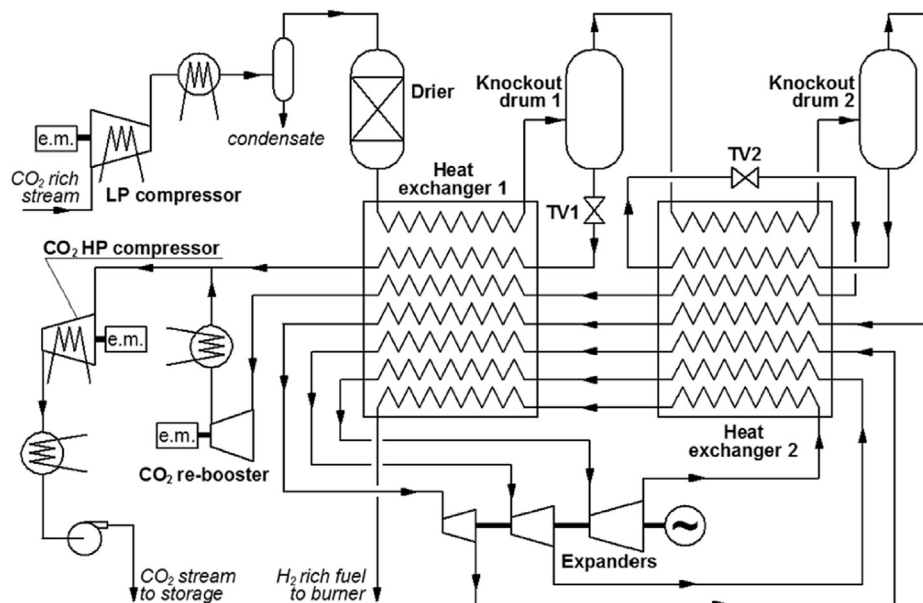 Knockout
drum 1
Knockout
drum 2
Drier
e.m.
condensate
TV2
CO2 rich
stream
LP compressor
Heat
exchanger 1
TV1
CO2 HP compressor
e.m.
e.m.
CO2 re-booster
Heat
exchanger 2
~
Expanders
CO2 stream
to storage
H2 rich fuel
to burner